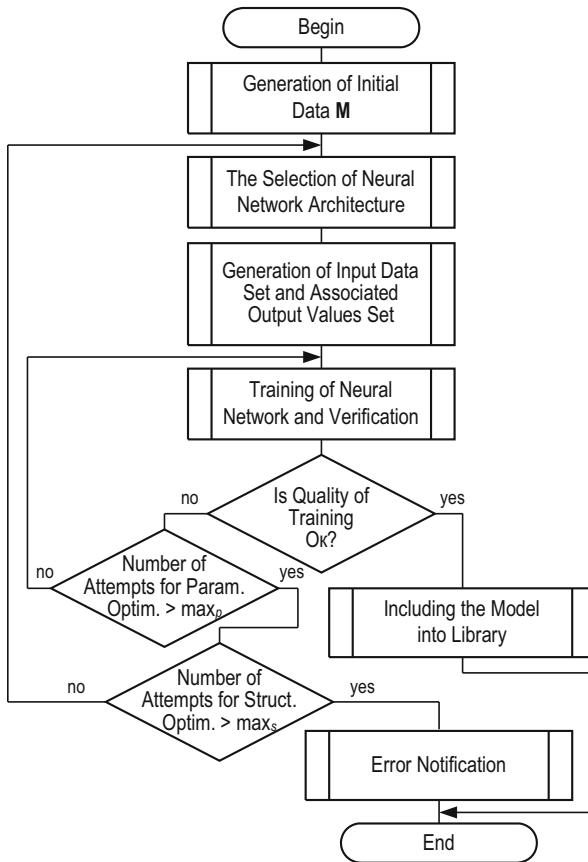 Begin
Generation of Initial
Data M
The Selection of Neural
Network Architecture
Generation of Input Data
Set and Associated
Output Values Set
Training of Neural
Network and Verification
no
Is Quality of
Training
Oк?
yes
no
Number of
Attempts for Param.
Optim. > maxp
yes
Including the Model
into Library
no
Number of
Attempts for Struct.
Optim. > maxs
yes
Error Notification
End